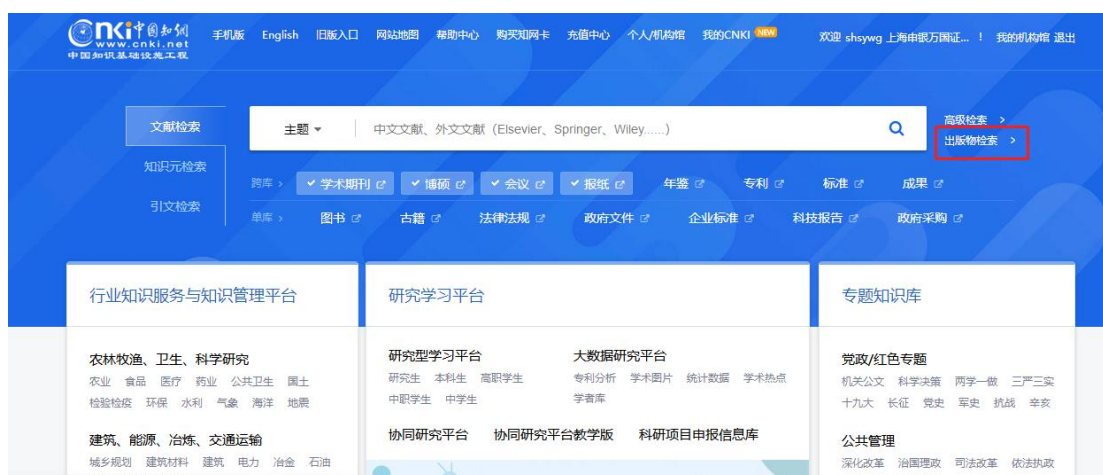 Cnki中国知网
www.cnki.net
中国知识基础设施工程
手机版 English 旧版入口 网站地图 帮助中心 购买知网卡 充值中心 个人/机构馆 我的CNKI NEW 欢迎 shsywg 上海申银万国证... ! 我的机构馆 退出
文献检索
主题 中文文献、外文文献（Elsevier、Springer、Wiley......）
高级检索 >
出版物检索 >
知识元检索
引文检索
跨库 > 学术期刊 博硕 会议 报纸 年鉴 专利 标准 成果
单库 > 图书 古籍 法律法规 政府文件 企业标准 科技报告 政府采购
行业知识服务与知识管理平台
农林牧渔、卫生、科学研究
农业 食品 医疗 药业 公共卫生 国土
检验检疫 环保 水利 气象 海洋 地震
建筑、能源、冶炼、交通运输
城乡规划 建筑材料 建筑 电力 冶金 石油
研究学习平台
研究型学习平台
研究生 本科生 高职学生
中职学生 中学生
大数据研究平台
专利分析 学术图片 统计数据 学术热点
学者库
协同研究平台 协同研究平台教学版 科研项目申报信息库
专题知识库
党政/红色专题
机关公文 科学决策 两学一做 三严三实
十九大 长征 党史 军史 抗战 辛亥
公共管理
深化改革 治国理政 司法改革 依法执政